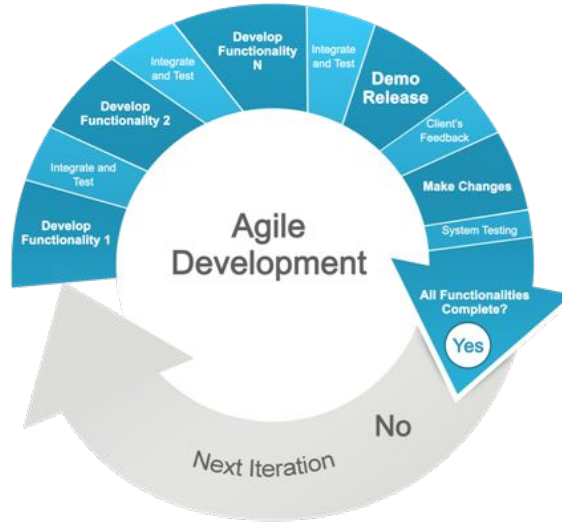 Develop
Functionality 1
Integrate and
Test
Develop
Functionality 2
Integrate
and Test
Develop
Functionality
N
Integrate
and Test
Demo
Release
Client's
Feedback
Make Changes
System Testing
All Functionalities
Complete?
Yes
No
Next Iteration
Agile
Development